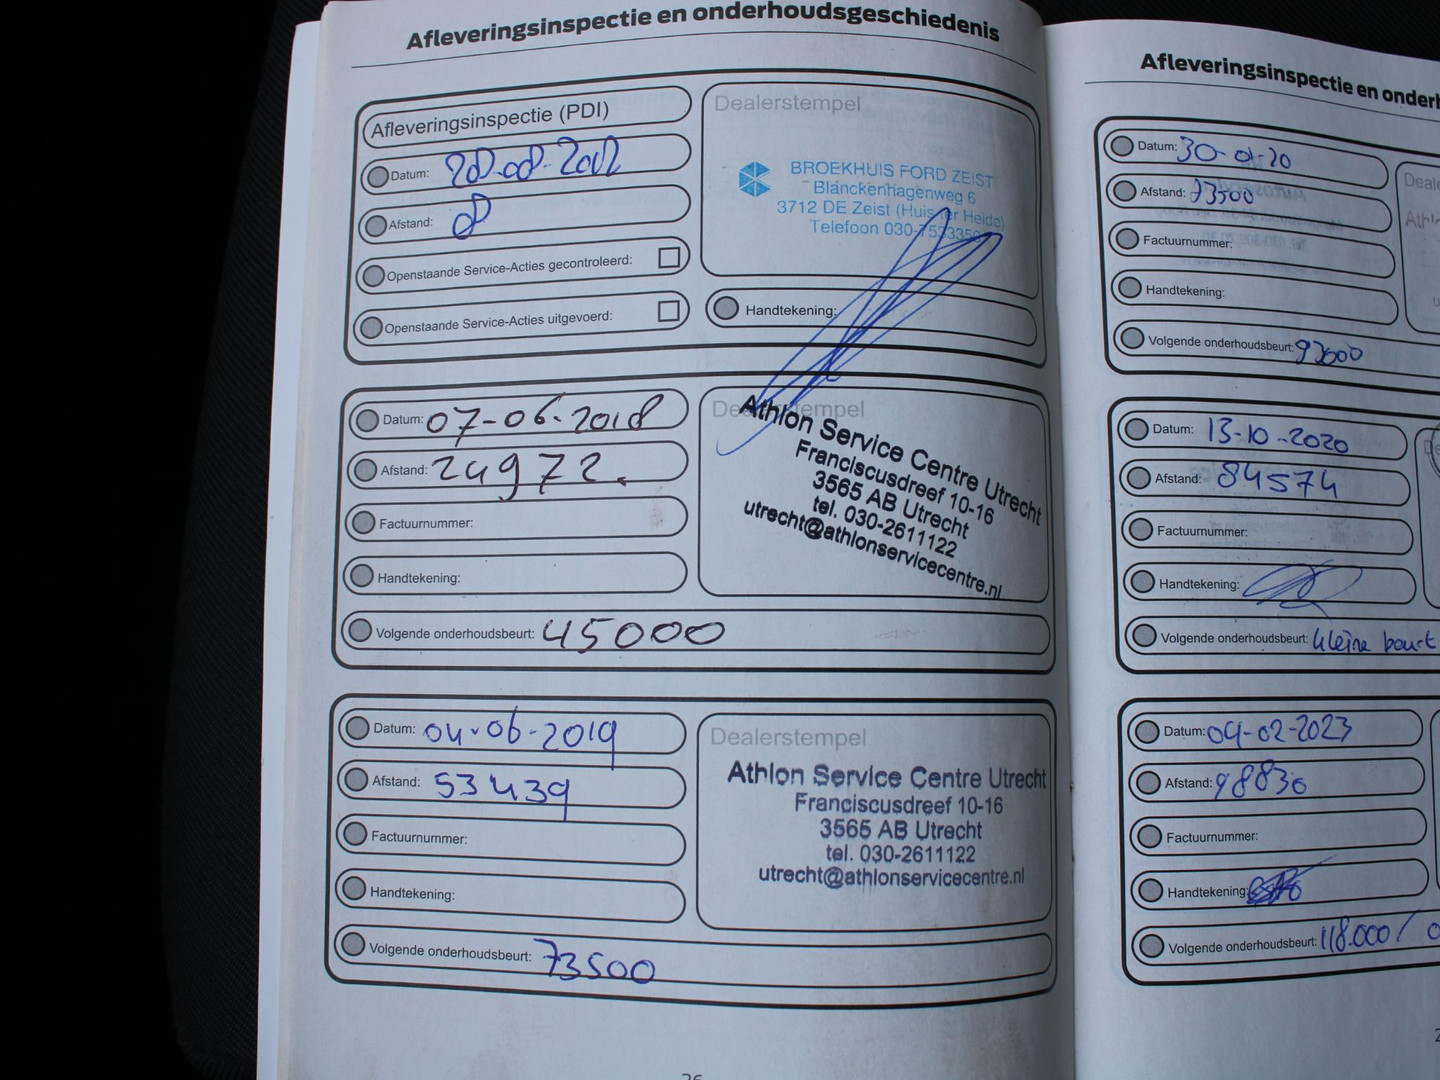 Afleveringsinspectie en onderhoudsgeschiedenis
Afleveringsinspectie (PDI)
Datum:
Afstand:
Openstaande Service-Acties gecontroleerd:
Openstaande Service-Acties uitgevoerd:
Dealerstempel
BROEKHUIS FORD ZEIST
Blanckenhagenweg 6
3712 DE Zeist (Huis ter Heide)
Telefoon
Handtekening:
Datum: 07-06-2018
Afstand: 24972.
Factuurnummer:
Handtekening:
Volgende onderhoudsbeurt: 45000
Dealerstempel
Athlon Service Centre Utrecht
Franciscusdreef 10-16
3565 AB Utrecht
tel. 030-2611122
utrecht@athlonservicecentre.nl
Datum: 04-06-2019
Afstand: 53439
Factuurnummer:
Handtekening:
Volgende onderhoudsbeurt: 73500
Dealerstempel
Athlon Service Centre Utrecht
Franciscusdreef 10-16
3565 AB Utrecht
tel. 030-2611122
utrecht@athlonservicecentre.nl
Afleveringsinspectie en
Datum: 30-01-20
Afstand: 73500
Factuurnummer:
Handtekening:
Volgende onderhoudsbeurt:
Datum: 13-10-2020
Afstand: 84574
Factuurnummer:
Handtekening:
Volgende onderhoudsbeurt: kleine beurt
Datum: 09-02-2023
Afstand: 98830
Factuurnummer:
Handtekening:
Volgende onderhoudsbeurt: 118.000 /